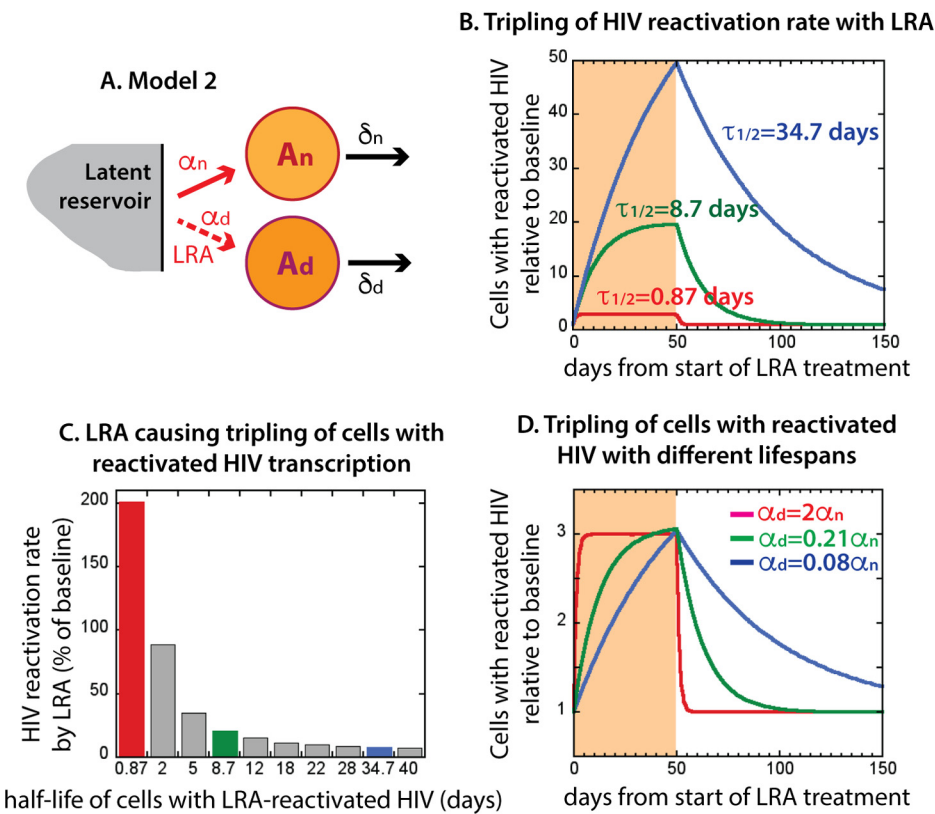 A. Model 2
Latent
reservoir
αn
αd
LRA
An
Ad
δn
δd
B. Tripling of HIV reactivation rate with LRA
Cells with reactivated HIV
relative to baseline
50
40
30
20
10
0
τ1/2=34.7 days
τ1/2=8.7 days
τ1/2=0.87 days
0 50 100 150
days from start of LRA treatment
C. LRA causing tripling of cells with
reactivated HIV transcription
HIV reactivation rate
by LRA (% of baseline)
200
150
100
50
0
0.87 2 5 8.7 12 18 22 28 34.7 40
half-life of cells with LRA-reactivated HIV (days)
D. Tripling of cells with reactivated
HIV with different lifespans
Cells with reactivated HIV
relative to baseline
3
2
1
αd=2αn
αd=0.21αn
αd=0.08αn
0 50 100 150
days from start of LRA treatment